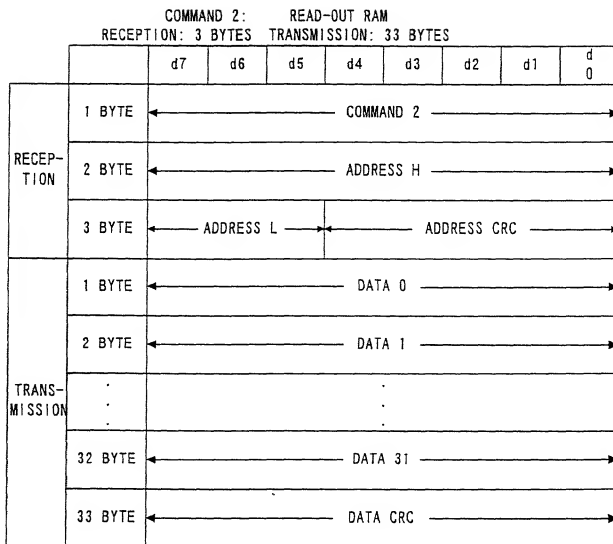 COMMAND 2: READ-OUT RAM
RECEPTION: 3 BYTES TRANSMISSION: 33 BYTES
d7 d6 d5 d4 d3 d2 d1 d
0
RECEP-
TION
1 BYTE COMMAND 2
2 BYTE ADDRESS H
3 BYTE ADDRESS L ADDRESS CRC
TRANS-
MISSION
1 BYTE DATA 0
2 BYTE DATA 1
32 BYTE DATA 31
33 BYTE DATA CRC